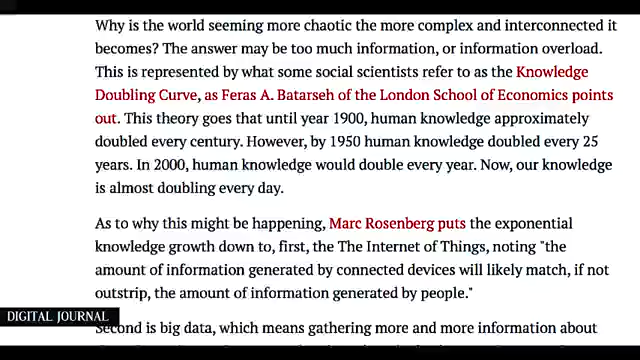 Why is the world seeming more chaotic the more complex and interconnected it
becomes? The answer may be too much information, or information overload.
This is represented by what some social scientists refer to as the Knowledge
Doubling Curve, as Feras A. Batarseh of the London School of Economics points
out. This theory goes that until year 1900, human knowledge approximately
doubled every century. However, by 1950 human knowledge doubled every 25
years. In 2000, human knowledge would double every year. Now, our knowledge
is almost doubling every day.
As to why this might be happening, Marc Rosenberg puts the exponential
knowledge growth down to, first, the The Internet of Things, noting "the
amount of information generated by connected devices will likely match, if not
outstrip, the amount of information generated by people."
DIGITAL JOURNAL
Second is big data, which means gathering more and more information about